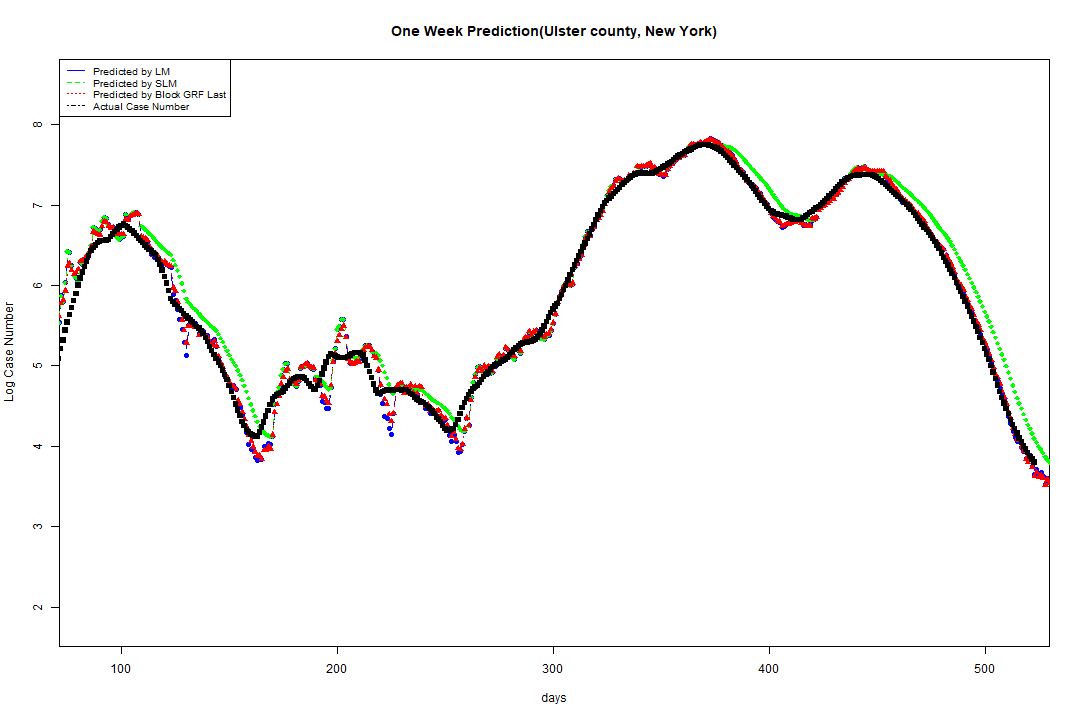 One Week Prediction(Ulster county, New York)
Predicted by LM
Predicted by SLM
Predicted by Block GRF Last
Actual Case Number
8
7
6
5
4
3
2
Log Case Number
100 200 300 400 500
days